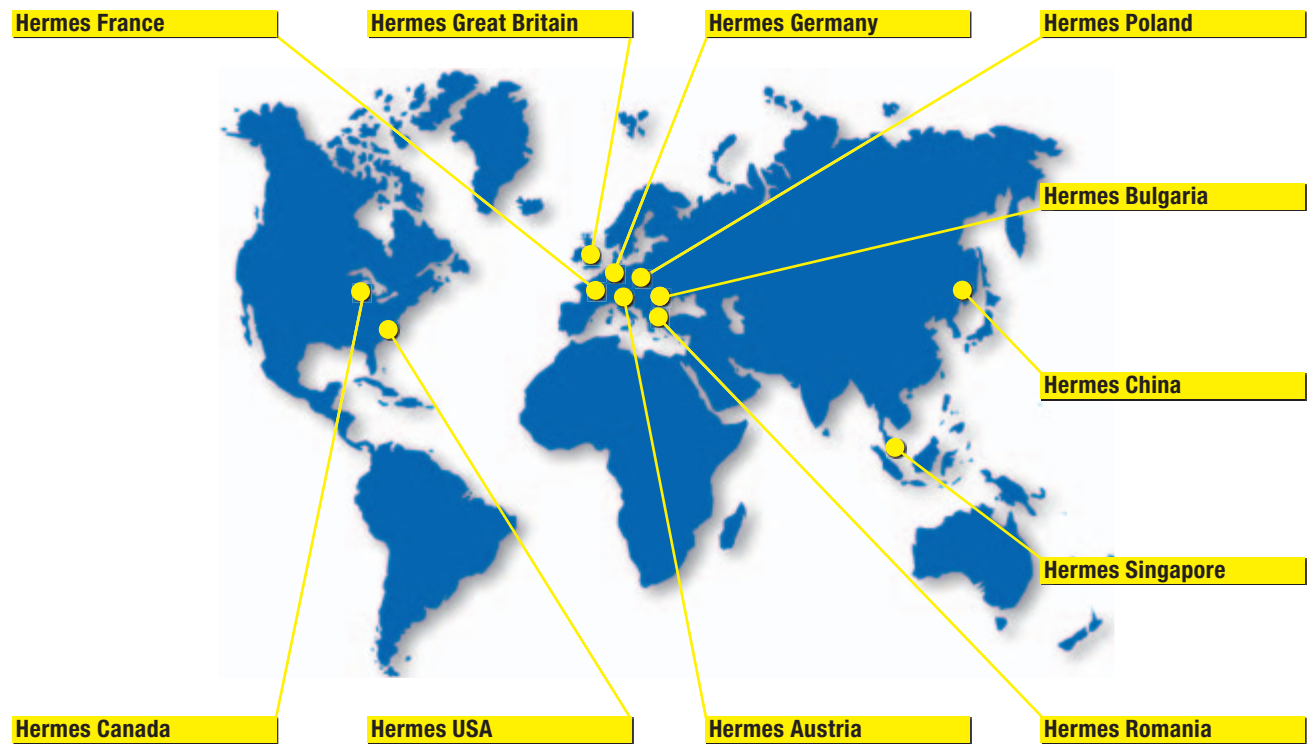 Hermes France
Hermes Great Britain
Hermes Germany
Hermes Poland
Hermes Bulgaria
Hermes China
Hermes Singapore
Hermes Canada
Hermes USA
Hermes Austria
Hermes Romania